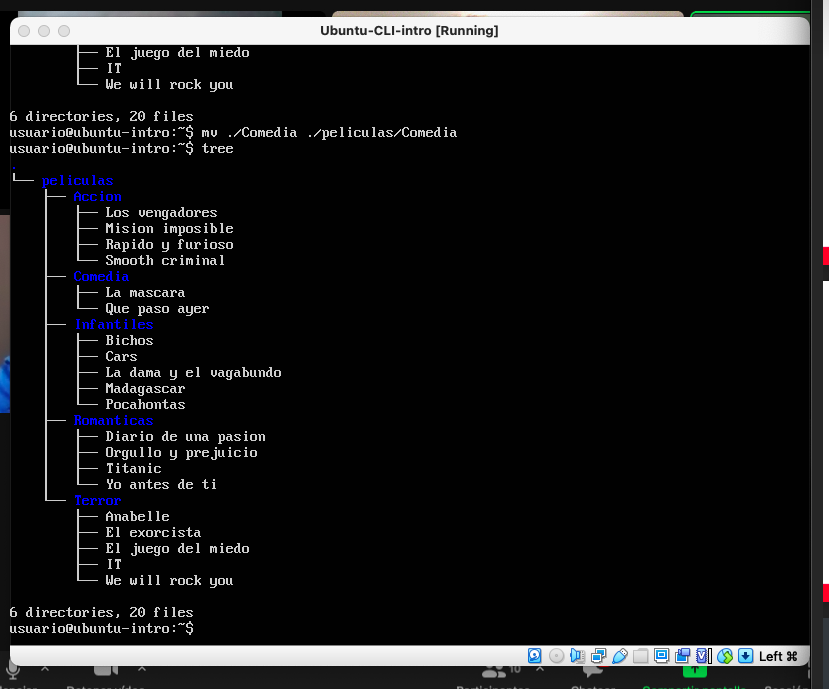 Ubuntu-CLI-intro [Running]
├── El juego del miedo
├── IT
└── We will rock you
6 directories, 20 files
usuario@ubuntu-intro:~$ mv ./Comedia ./peliculas/Comedia
usuario@ubuntu-intro:~$ tree
.
└── peliculas
├── Accion
│   ├── Los vengadores
│   ├── Mision imposible
│   ├── Rapido y furioso
│   └── Smooth criminal
├── Comedia
│   ├── La mascara
│   └── Que paso ayer
├── Infantiles
│   ├── Bichos
│   ├── Cars
│   ├── La dama y el vagabundo
│   ├── Madagascar
│   └── Pocahontas
├── Romanticas
│   ├── Diario de una pasion
│   ├── Orgullo y prejuicio
│   ├── Titanic
│   └── Yo antes de ti
└── Terror
├── Anabelle
├── El exorcista
├── El juego del miedo
├── IT
└── We will rock you
6 directories, 20 files
usuario@ubuntu-intro:~$
Left ⌘
10